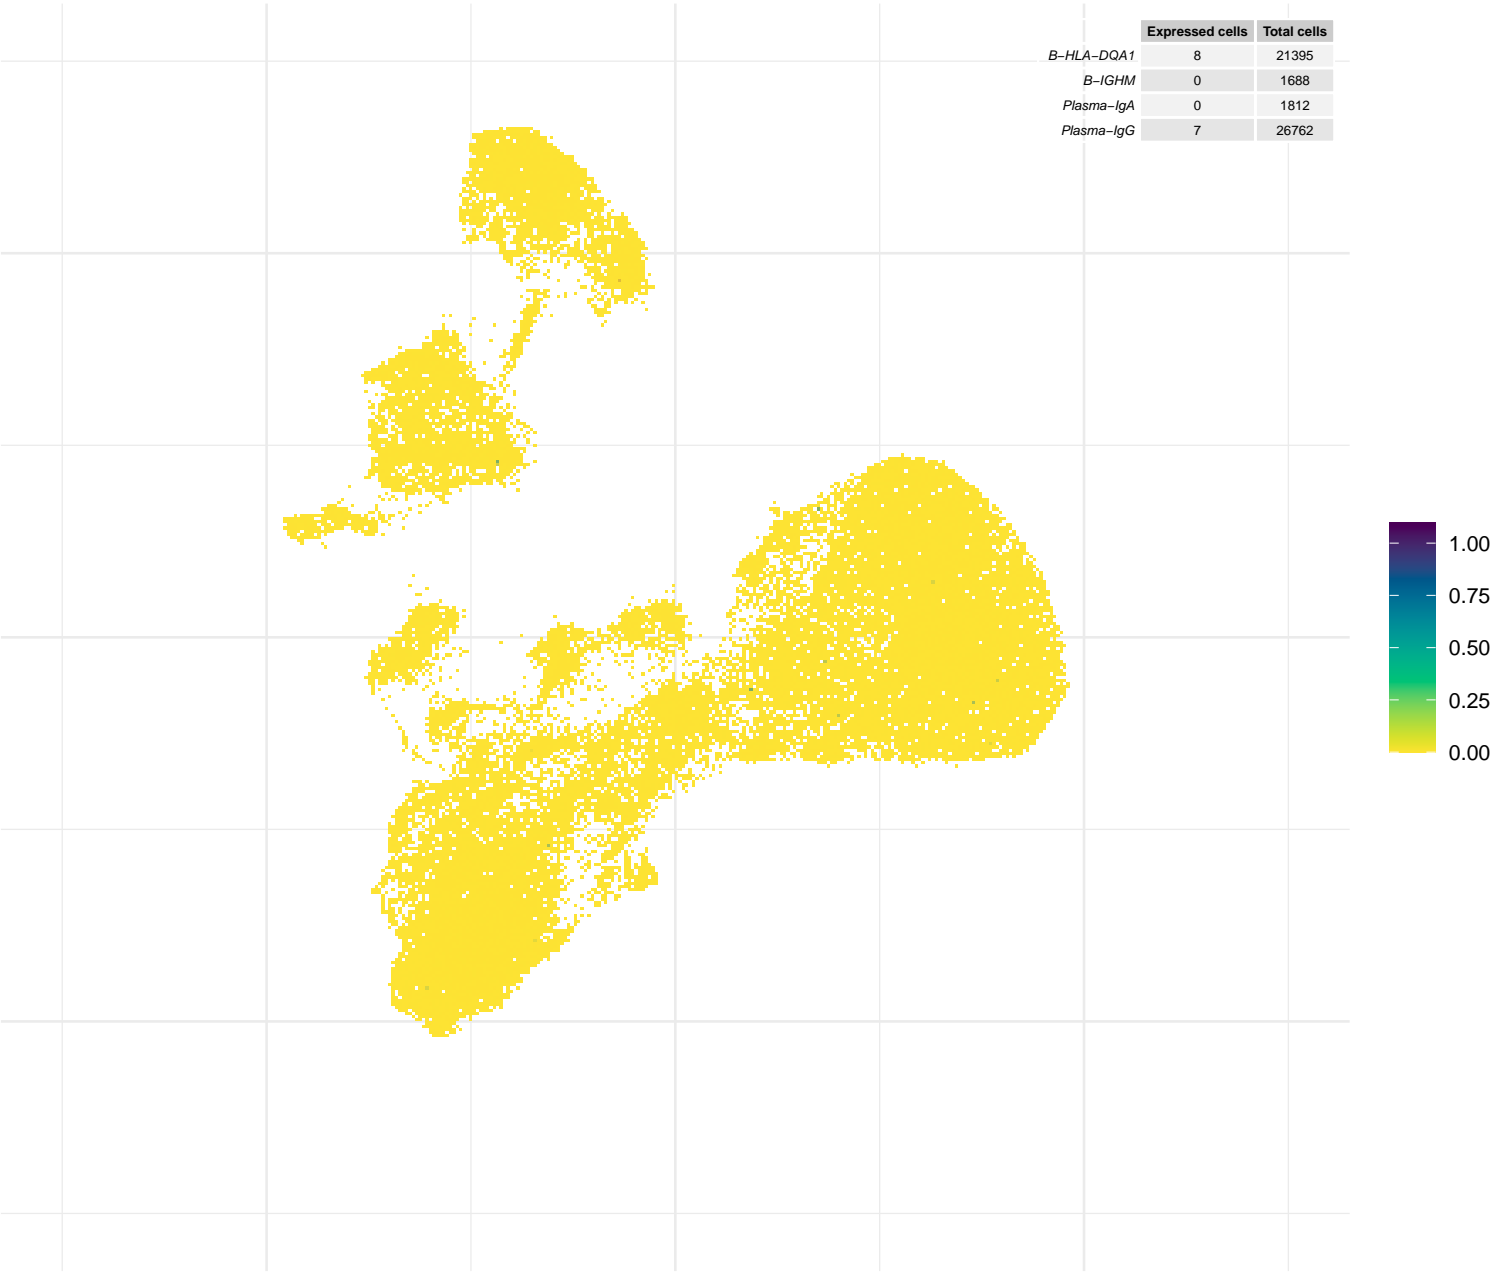 Expressed cells Total cells
B−HLA−DQA1 8 21395
B−IGHM 0 1688
Plasma−IgA 0 1812
Plasma−IgG 7 26762
1.00
0.75
0.50
0.25
0.00